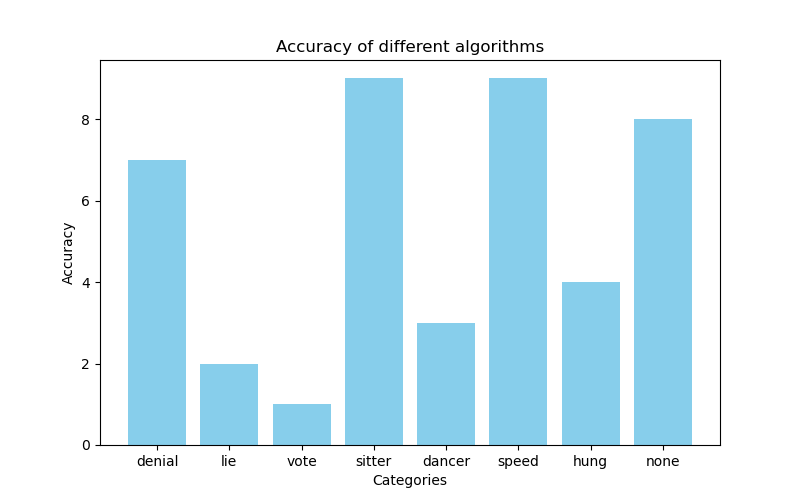 Accuracy of different algorithms
Accuracy
8
6
4
2
0
denial lie vote sitter dancer speed hung none
Categories